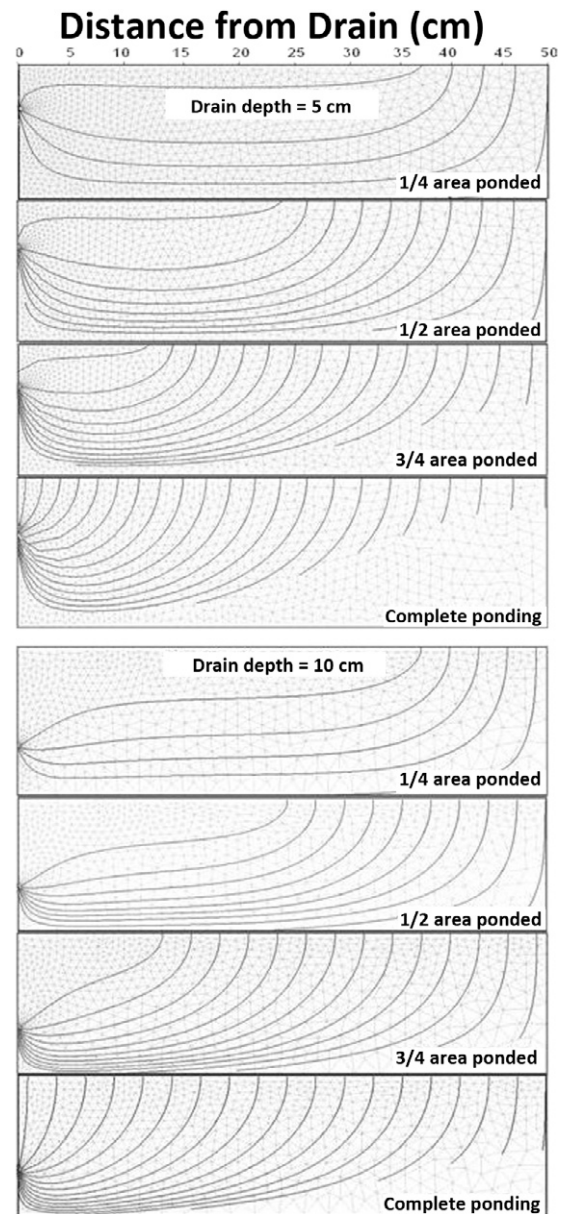 Distance from Drain (cm)
0 5 10 15 20 25 30 35 40 45 50
Drain depth = 5 cm
1/4 area ponded
1/2 area ponded
3/4 area ponded
Complete ponding
Drain depth = 10 cm
1/4 area ponded
1/2 area ponded
3/4 area ponded
Complete ponding